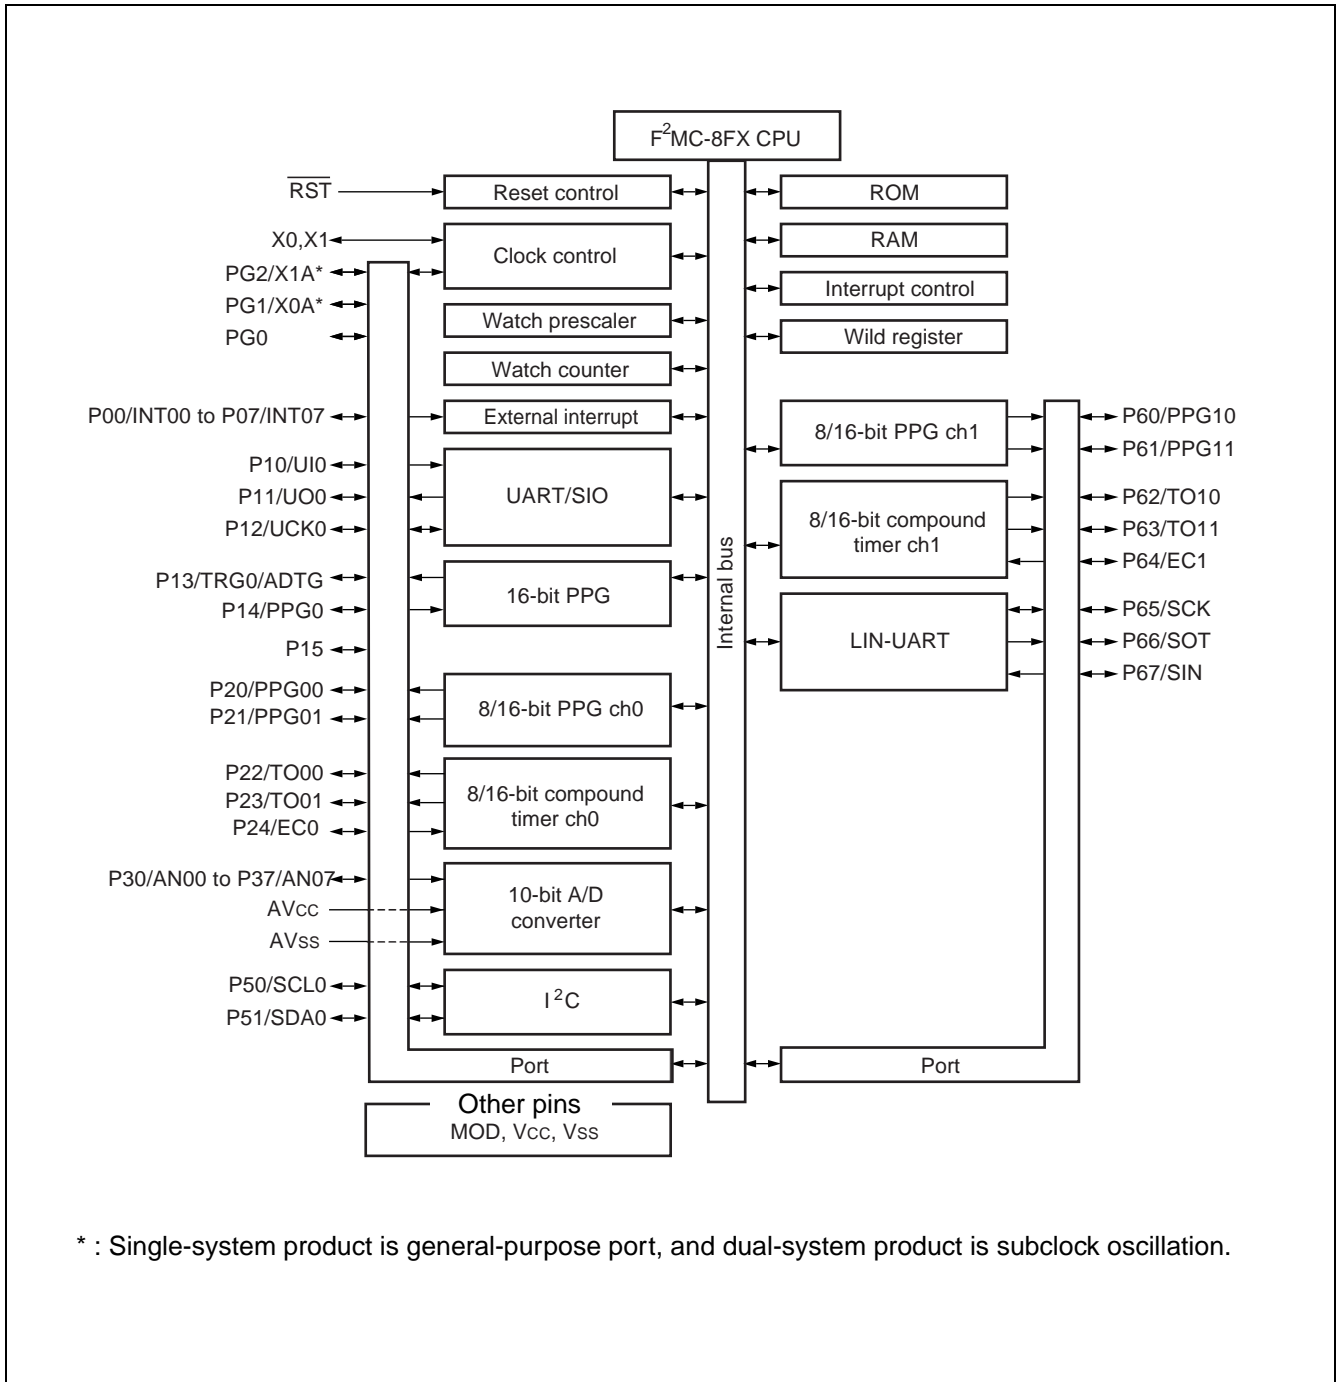 F²MC-8FX CPU
RST
Reset control
ROM
X0,X1
Clock control
RAM
PG2/X1A*
PG1/X0A*
Interrupt control
PG0
Watch prescaler
Wild register
Watch counter
P00/INT00 to P07/INT07
External interrupt
8/16-bit PPG ch1
P60/PPG10
P61/PPG11
P10/UI0
P11/UO0
P12/UCK0
UART/SIO
8/16-bit compound
timer ch1
P62/TO10
P63/TO11
P64/EC1
Internal bus
P13/TRG0/ADTG
P14/PPG0
16-bit PPG
P15
LIN-UART
P65/SCK
P66/SOT
P67/SIN
P20/PPG00
P21/PPG01
8/16-bit PPG ch0
P22/TO00
P23/TO01
P24/EC0
8/16-bit compound
timer ch0
P30/AN00 to P37/AN07
AVCC
AVSS
10-bit A/D
converter
P50/SCL0
P51/SDA0
I²C
Port
Port
Other pins
MOD, VCC, VSS
* : Single-system product is general-purpose port, and dual-system product is subclock oscillation.